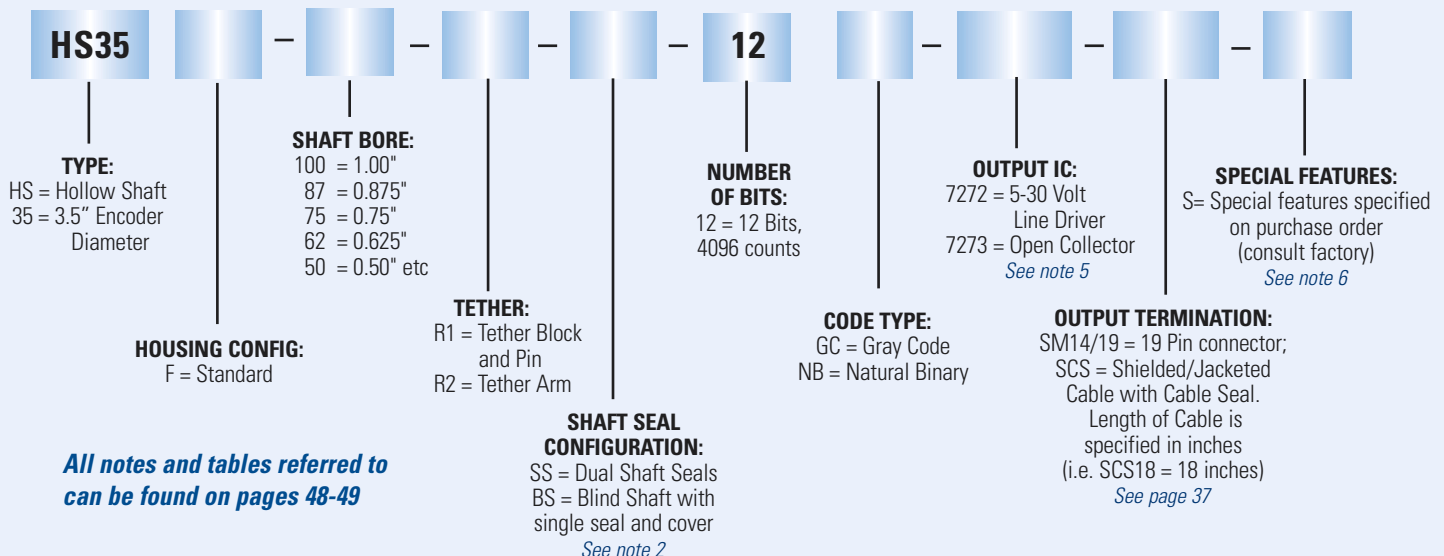 HS35 – – – – 12 – – –
TYPE:
HS = Hollow Shaft
35 = 3.5” Encoder
Diameter
HOUSING CONFIG:
F = Standard
SHAFT BORE:
100 = 1.00"
87 = 0.875"
75 = 0.75"
62 = 0.625"
50 = 0.50" etc
TETHER:
R1 = Tether Block
and Pin
R2 = Tether Arm
SHAFT SEAL
CONFIGURATION:
SS = Dual Shaft Seals
BS = Blind Shaft with
single seal and cover
See note 2
NUMBER
OF BITS:
12 = 12 Bits,
4096 counts
CODE TYPE:
GC = Gray Code
NB = Natural Binary
OUTPUT IC:
7272 = 5-30 Volt
Line Driver
7273 = Open Collector
See note 5
OUTPUT TERMINATION:
SM14/19 = 19 Pin connector;
SCS = Shielded/Jacketed
Cable with Cable Seal.
Length of Cable is
specified in inches
(i.e. SCS18 = 18 inches)
See page 37
SPECIAL FEATURES:
S= Special features specified
on purchase order
(consult factory)
See note 6
All notes and tables referred to
can be found on pages 48-49